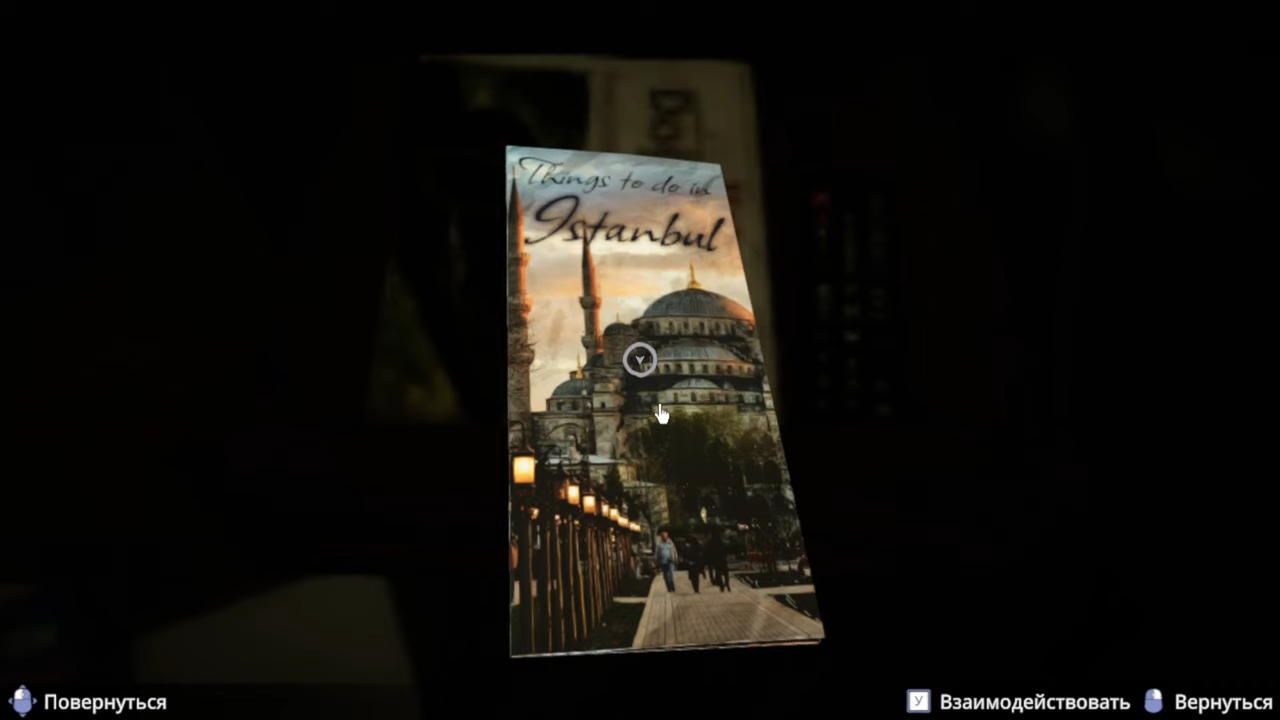 Things to do in
Istanbul
Повернуться
У
Взаимодействовать
Вернуться